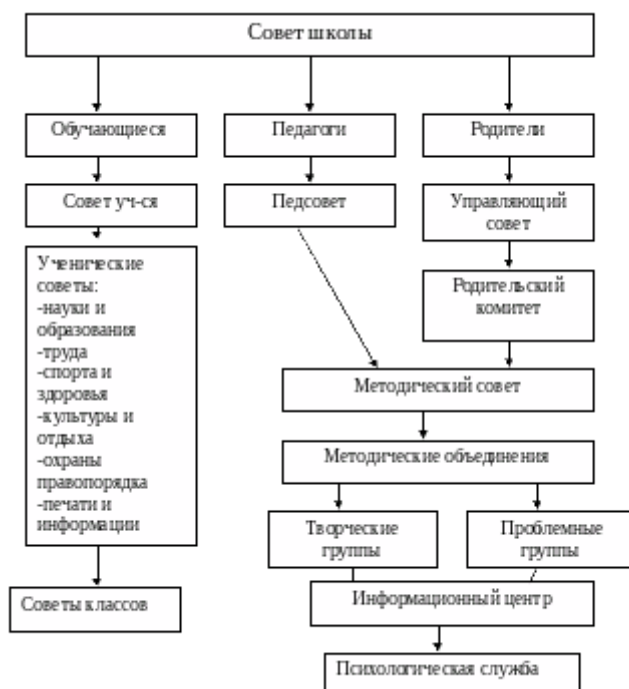 Совет школы
Обучающиеся
Педагоги
Родители
Совет уч-ся
Педсовет
Управляющий
совет
Ученические
советы:
-науки и
образования
-труда
-спорта и
здоровья
-культуры и
отдыха
-охраны
правопорядка
-печати и
информации
Родительский
комитет
Методический совет
Методические объединения
Творческие
группы
Проблемные
группы
Советы классов
Информационный центр
Психологическая служба